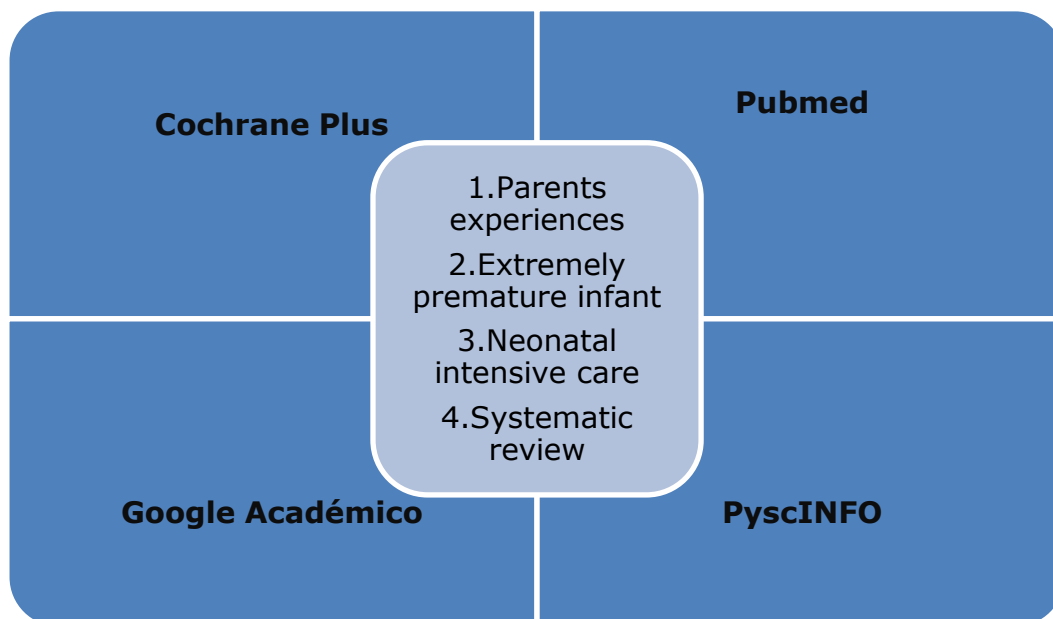 Cochrane Plus
Pubmed
1.Parents
experiences
2.Extremely
premature infant
3.Neonatal
intensive care
4.Systematic
review
Google Académico
PyscINFO